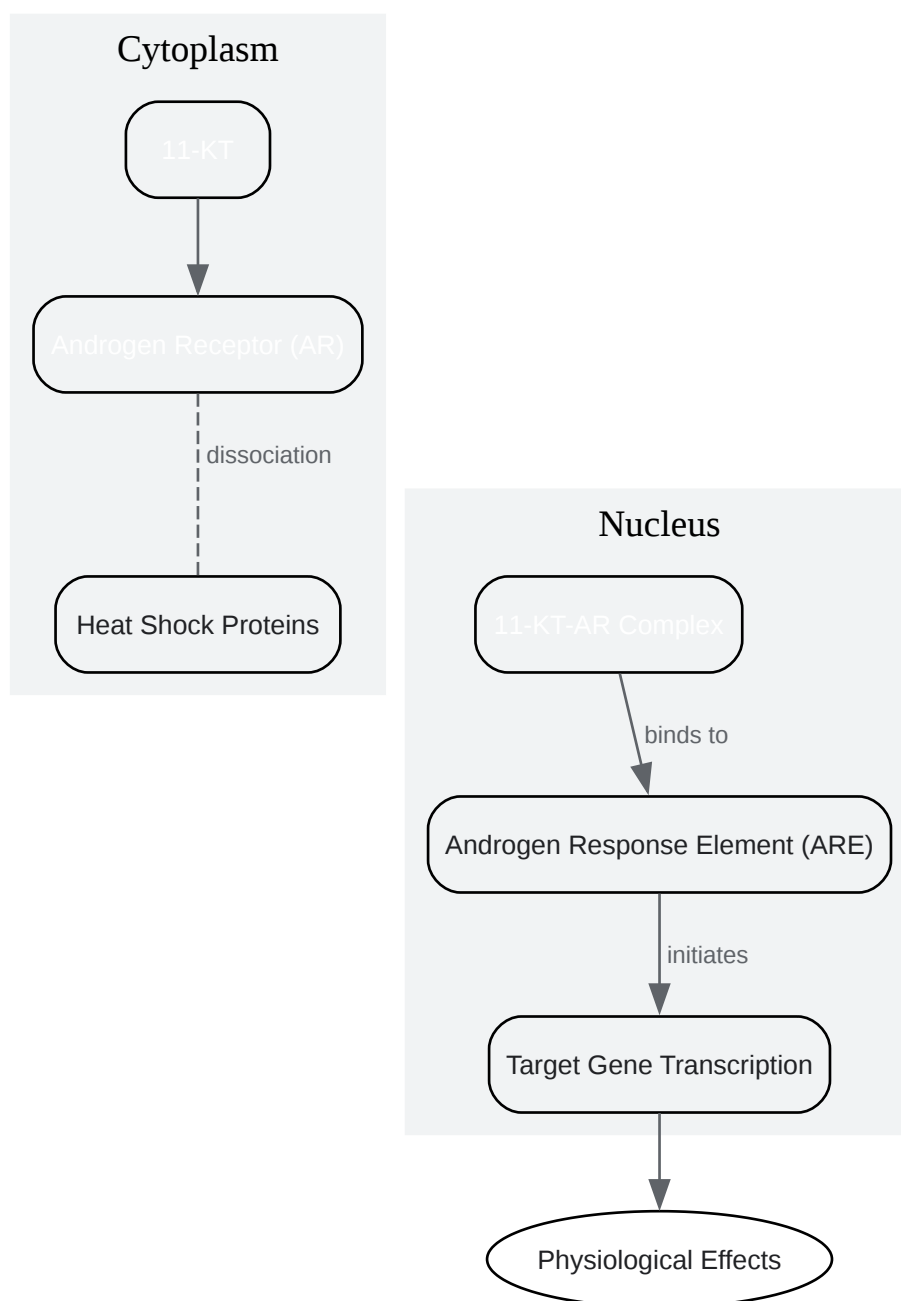 Cytoplasm
11-KT
Androgen Receptor (AR)
dissociation
Heat Shock Proteins
Nucleus
11-KT-AR Complex
binds to
Androgen Response Element (ARE)
initiates
Target Gene Transcription
Physiological Effects